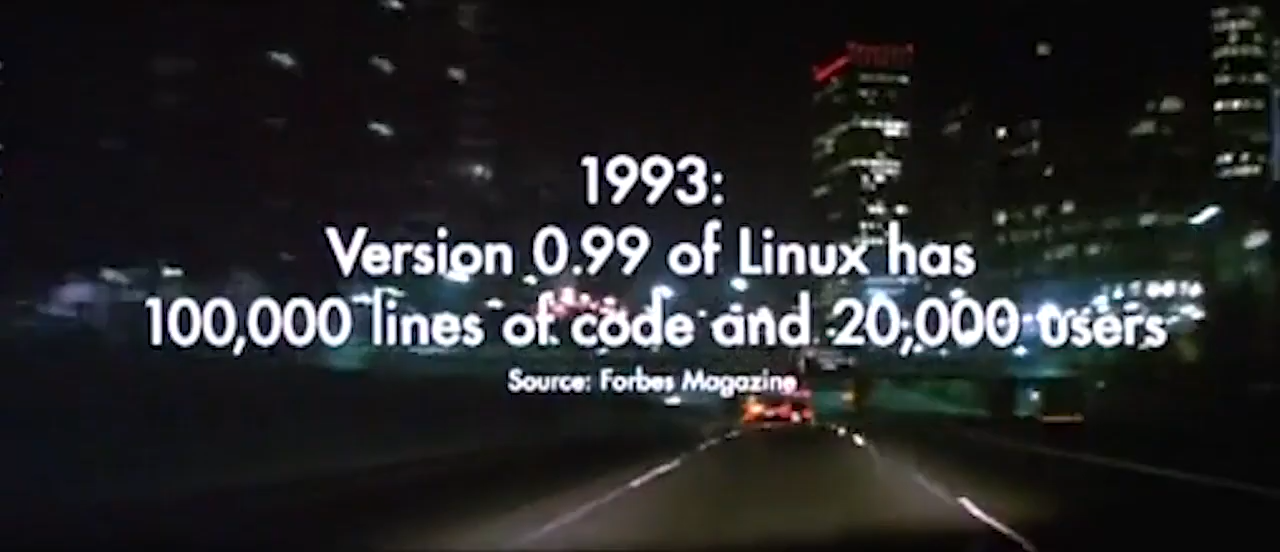 1993:
Version 0.99 of Linux has
100,000 lines of code and 20,000 users
Source: Forbes Magazine